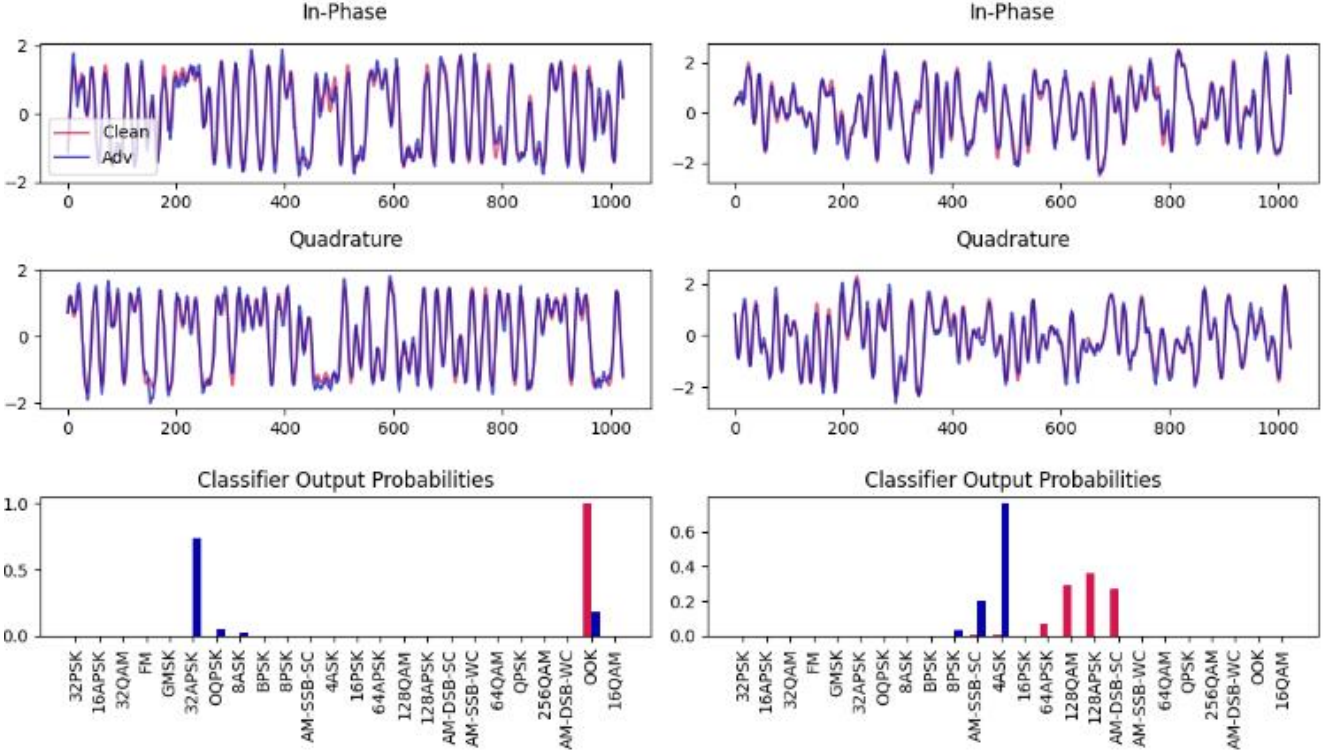 In-Phase
In-Phase
2
0
−2
Clean
Adv
0 200 400 600 800 1000
2
0
−2
0 200 400 600 800 1000
Quadrature
Quadrature
2
0
−2
0 200 400 600 800 1000
2
0
−2
0 200 400 600 800 1000
Classifier Output Probabilities
Classifier Output Probabilities
1.0
0.5
0.0
32PSK
16APSK
32QAM
FM
GMSK
32APSK
OQPSK
8ASK
BPSK
8PSK
AM-SSB-SC
4ASK
16PSK
64APSK
128QAM
128APSK
AM-DSB-SC
AM-SSB-WC
64QAM
QPSK
256QAM
AM-DSB-WC
OOK
16QAM
0.6
0.4
0.2
0.0
32PSK
16APSK
32QAM
FM
GMSK
32APSK
OQPSK
8ASK
BPSK
8PSK
AM-SSB-SC
4ASK
16PSK
64APSK
128QAM
128APSK
AM-DSB-SC
AM-SSB-WC
64QAM
QPSK
256QAM
AM-DSB-WC
OOK
16QAM